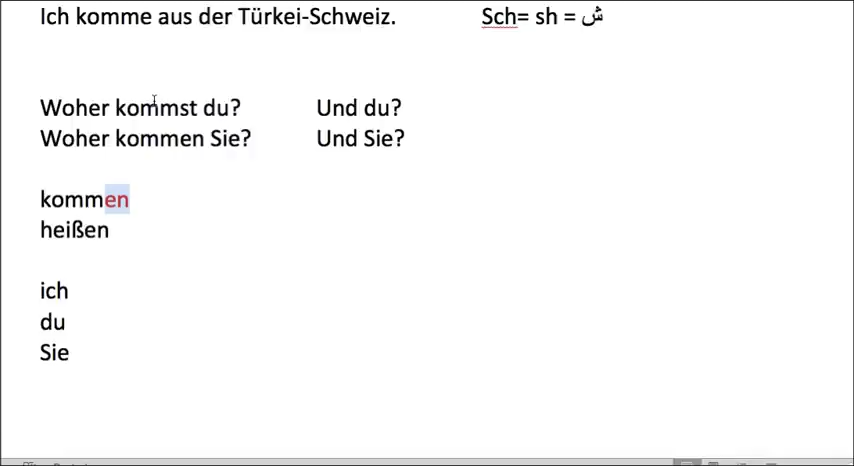 Ich komme aus der Türkei-Schweiz. Sch= sh = ش
Woher kommst du? Und du?
Woher kommen Sie? Und Sie?
kommen
heißen
ich
du
Sie